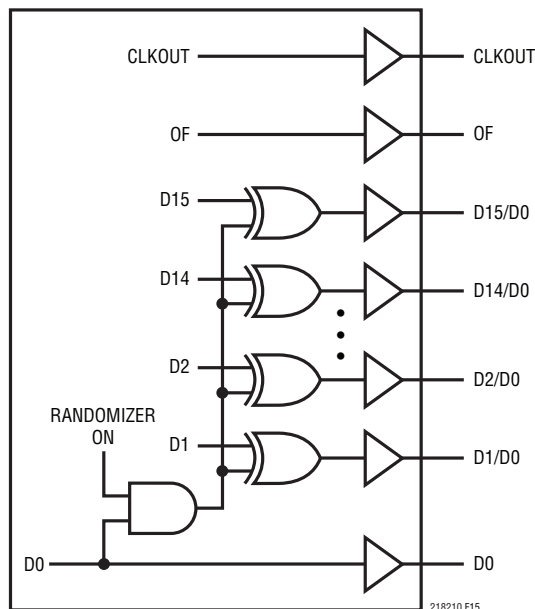 CLKOUT CLKOUT
OF OF
D15 D15/D0
D14 D14/D0
D2 D2/D0
RANDOMIZER
ON
D1 D1/D0
D0 D0
218210 F15